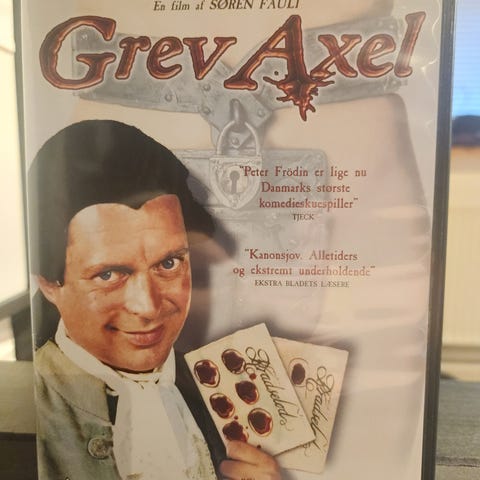 En film af SØREN FAULI
Grev Axel
"Peter Frödin er lige nu
Danmarks største
komedieskuespiller"
TJECK
"Kanonsjov. Alletiders
og ekstremt underholdende"
EKSTRA BLADETS LÆSERE